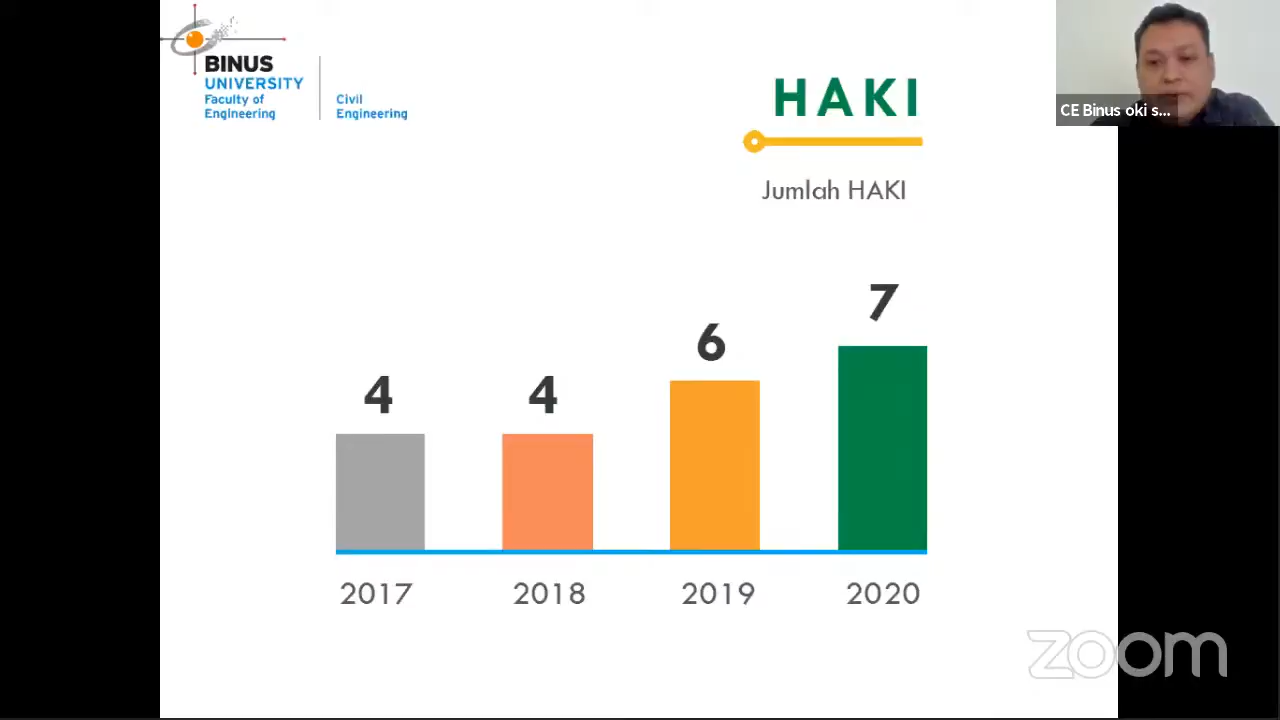 BINUS
UNIVERSITY
Faculty of
Engineering
Civil
Engineering
HAKI
Jumlah HAKI
CE Binus oki s...
4
4
6
7
2017
2018
2019
2020
zoom